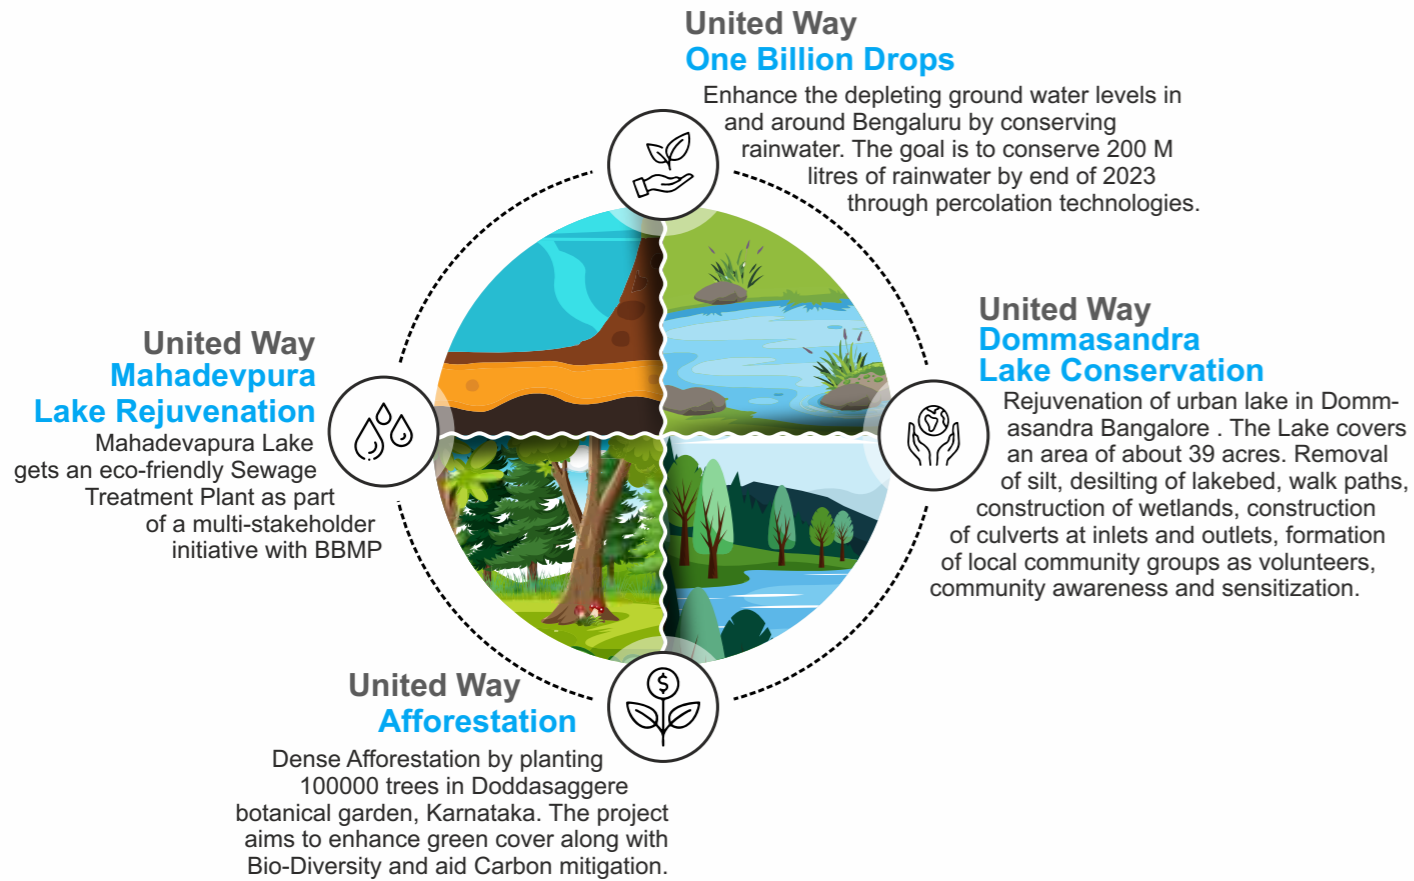 United Way
One Billion Drops
Enhance the depleting ground water levels in
and around Bengaluru by conserving
rainwater. The goal is to conserve 200 M
litres of rainwater by end of 2023
through percolation technologies.
United Way
Dommasandra
Lake Conservation
Rejuvenation of urban lake in Domm-
asandra Bangalore . The Lake covers
an area of about 39 acres. Removal
of silt, desilting of lakebed, walk paths,
construction of wetlands, construction
of culverts at inlets and outlets, formation
of local community groups as volunteers,
community awareness and sensitization.
United Way
Mahadevpura
Lake Rejuvenation
Mahadevapura Lake
gets an eco-friendly Sewage
Treatment Plant as part
of a multi-stakeholder
initiative with BBMP
United Way
Afforestation
$
Dense Afforestation by planting
100000 trees in Doddasaggere
botanical garden, Karnataka. The project
aims to enhance green cover along with
Bio-Diversity and aid Carbon mitigation.